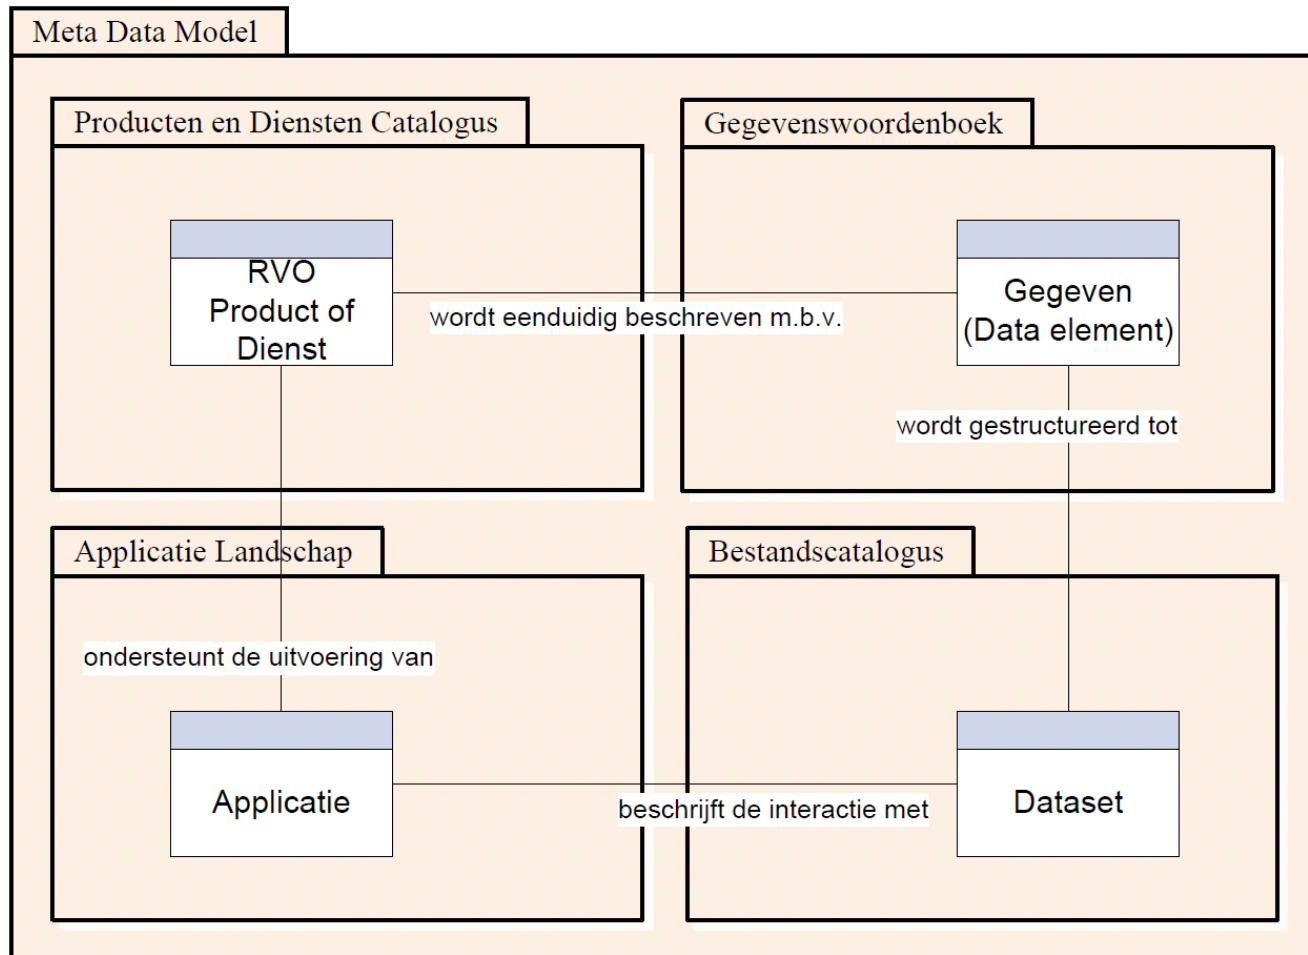 Meta Data Model
Producten en Diensten Catalogus
Gegevenswoordenboek
RVO
Product of
Dienst
wordt eenduidig beschreven m.b.v.
Gegeven
(Data element)
wordt gestructureerd tot
Applicatie Landschap
Bestandscatalogus
ondersteunt de uitvoering van
Applicatie
beschrijft de interactie met
Dataset